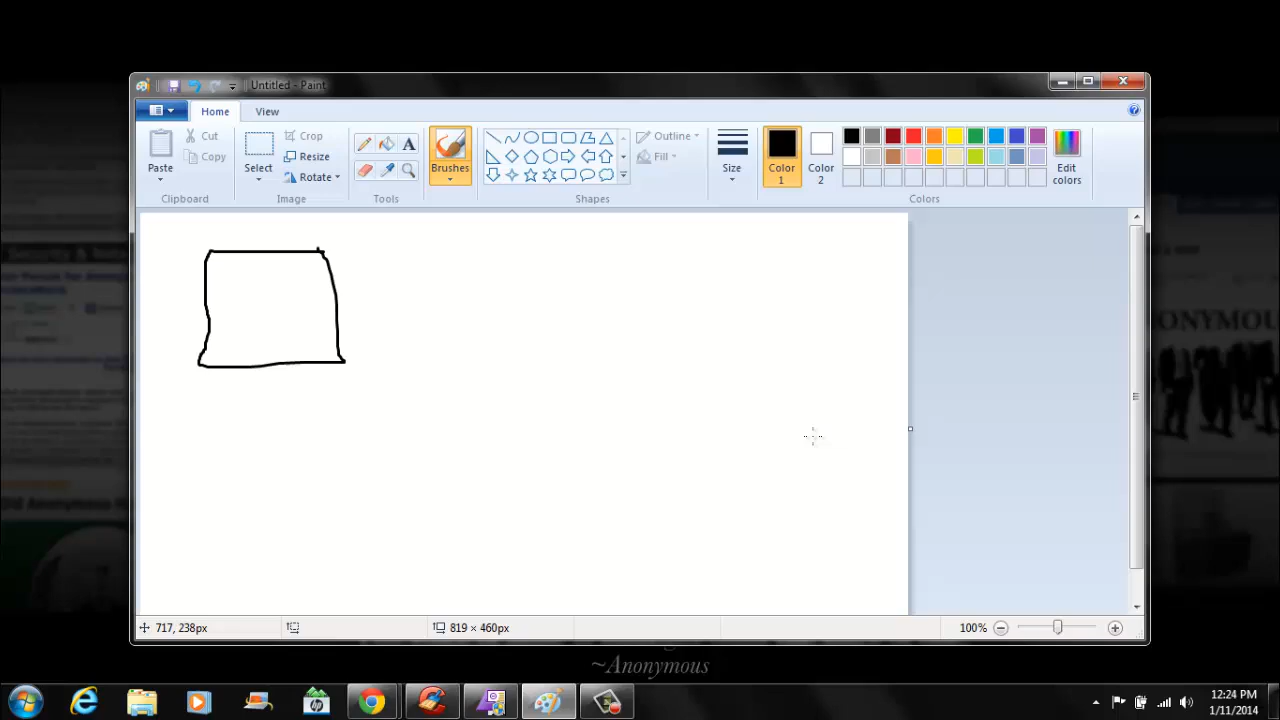 Untitled - Paint
Home View
Paste
Cut
Copy
Clipboard
Select
Crop
Resize
Rotate
Image
A
Tools
Brushes
Outline
Fill
Shapes
Size
Color 1
Color 2
Edit colors
Colors
NYMOU
717, 238px
819 × 460px
100%
~Anonymous
12:24 PM
1/11/2014